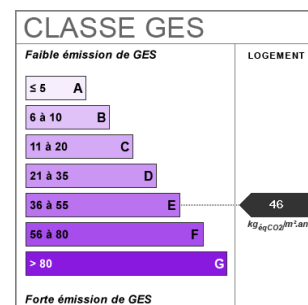 CLASSE GES
Faible émission de GES
LOGEMENT
≤ 5 A
6 à 10 B
11 à 20 C
21 à 35 D
36 à 55 E
46
kgéqCO2/m².an
56 à 80 F
> 80 G
Forte émission de GES